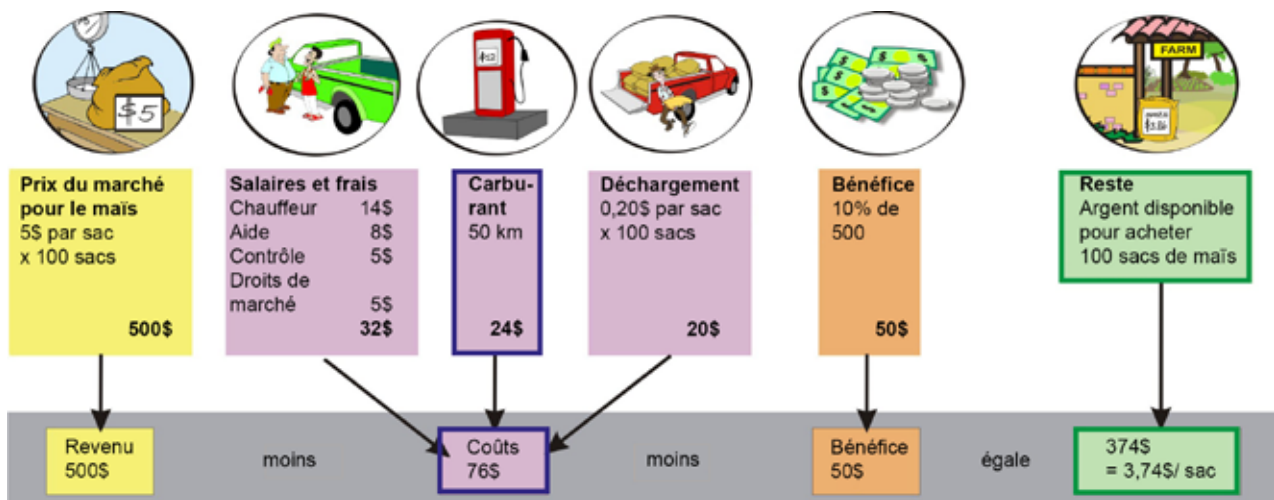 $5
FARM
Prix du marché
pour le maïs
5$ par sac
x 100 sacs
500$
Salaires et frais
Chauffeur 14$
Aide 8$
Contrôle 5$
Droits de
marché 5$
32$
Carbu-
rant
50 km
24$
Déchargement
0,20$ par sac
x 100 sacs
20$
Bénéfice
10% de
500
50$
Reste
Argent disponible
pour acheter
100 sacs de maïs
Revenu
500$
moins
Coûts
76$
moins
Bénéfice
50$
égale
374$
= 3,74$/ sac